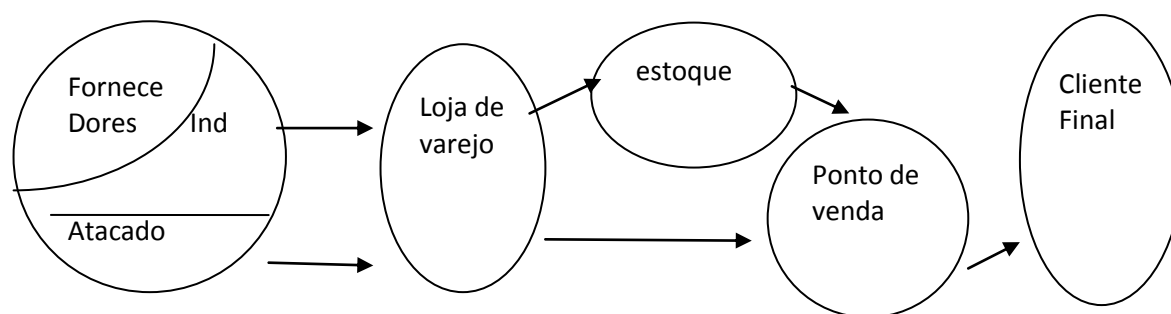 Fornece
Dores
Ind
Atacado
Loja de
varejo
estoque
Ponto de
venda
Cliente
Final